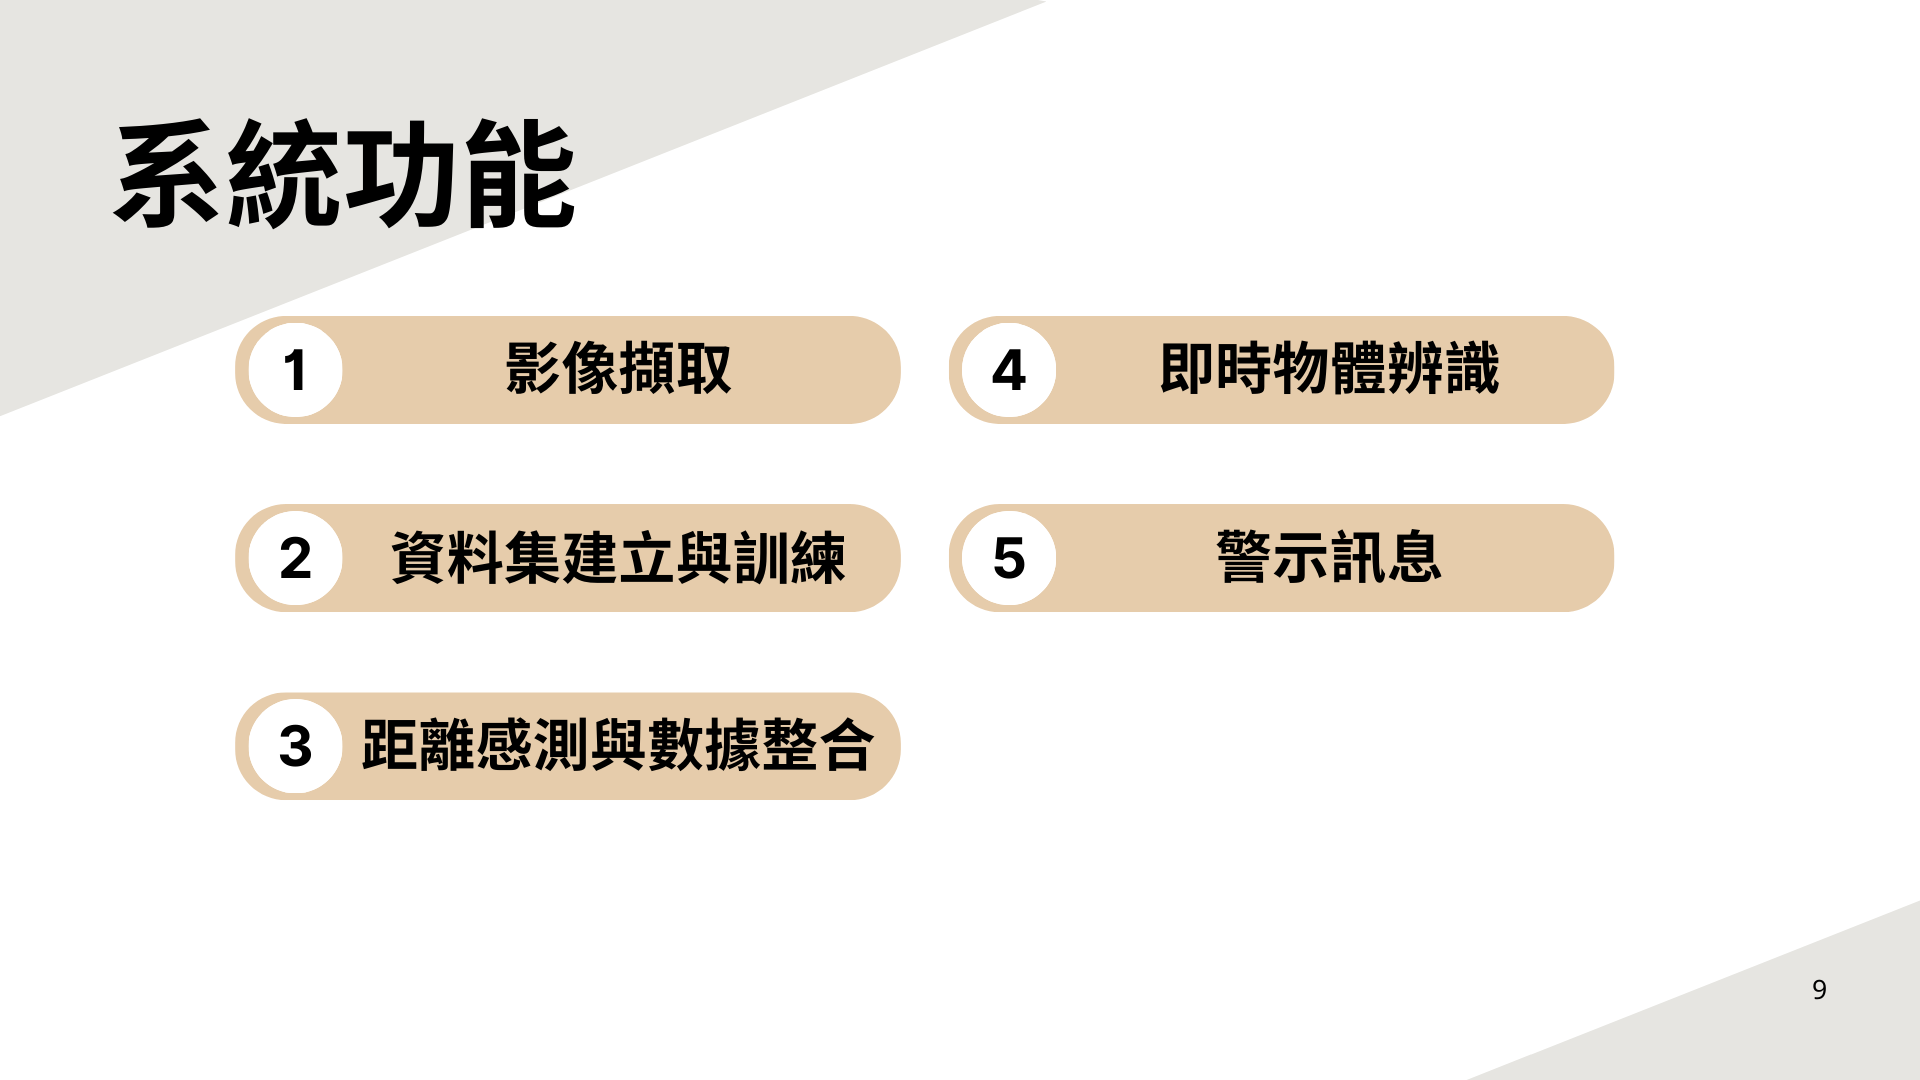 系統功能
1 影像擷取
2 資料集建立與訓練
3 距離感測與數據整合
4 即時物體辨識
5 警示訊息
9